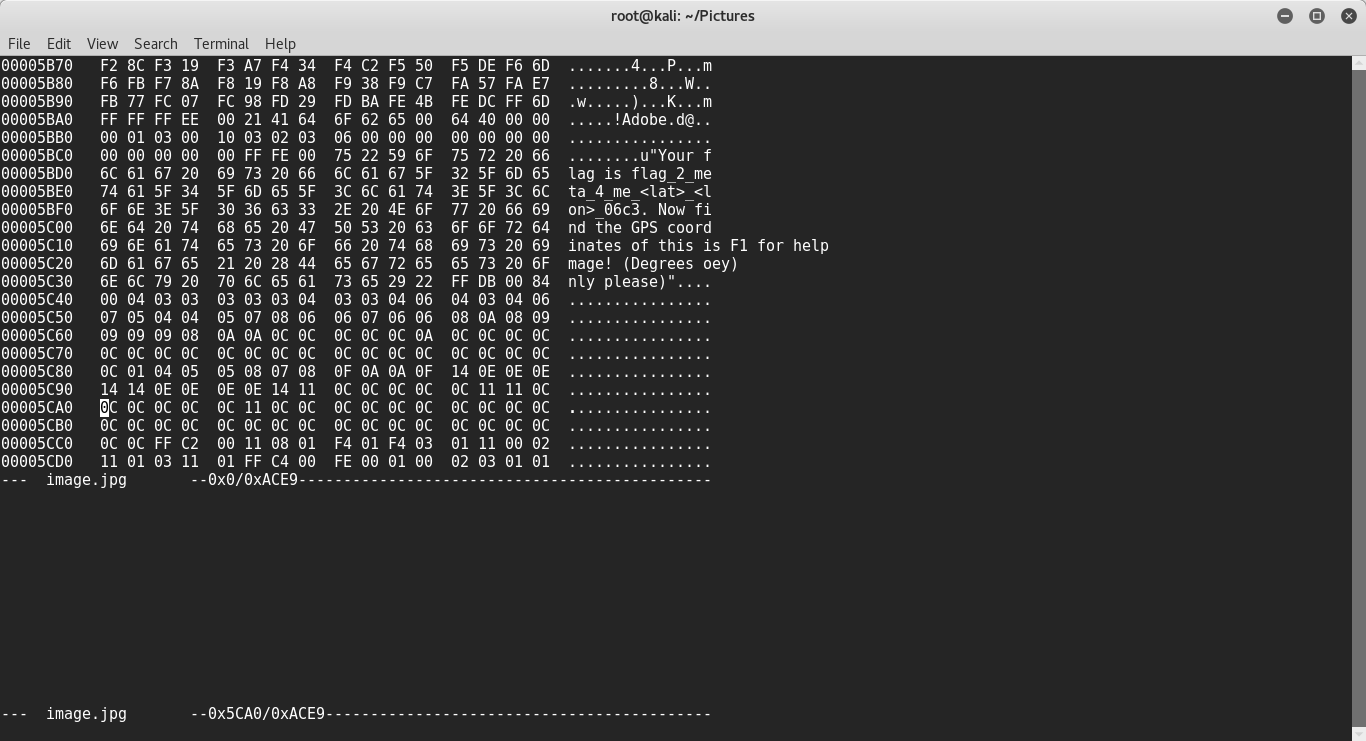 root@kali: ~/Pictures
File Edit View Search Terminal Help
00005B70 F2 8C F3 19 F3 A7 F4 34 F4 C2 F5 50 F5 DE F6 6D .......4...P...m
00005B80 F6 FB F7 8A F8 19 F8 A8 F9 38 F9 C7 FA 57 FA E7 .........8...W..
00005B90 FB 77 FC 07 FC 98 FD 29 FD BA FE 4B FE DC FF 6D .w.....)...K...m
00005BA0 FF FF FF EE 00 21 41 64 6F 62 65 00 64 40 00 00 .....!Adobe.d@..
00005BB0 00 01 03 00 10 03 02 03 06 00 00 00 00 00 00 00 ................
00005BC0 00 00 00 00 00 FF FE 00 75 22 59 6F 75 72 20 66 ........u"Your f
00005BD0 6C 61 67 20 69 73 20 66 6C 61 67 5F 32 5F 6D 65 lag is flag_2_me
00005BE0 74 61 5F 34 5F 6D 65 5F 3C 6C 61 74 3E 5F 3C 6C ta_4_me_<lat>_<l
00005BF0 6F 6E 3E 5F 30 36 63 33 2E 20 4E 6F 77 20 66 69 on>_06c3. Now fi
00005C00 6E 64 20 74 68 65 20 47 50 53 20 63 6F 6F 72 64 nd the GPS coord
00005C10 69 6E 61 74 65 73 20 6F 66 20 74 68 69 73 20 69 inates of this is F1 for help
00005C20 6D 61 67 65 21 20 28 44 65 67 72 65 65 73 20 6F mage! (Degrees oey)
00005C30 6E 6C 79 20 70 6C 65 61 73 65 29 22 FF DB 00 84 nly please)"....
00005C40 00 04 03 03 03 03 03 04 03 03 04 06 04 03 04 06 ................
00005C50 07 05 04 04 05 07 08 06 06 07 06 06 08 0A 08 09 ................
00005C60 09 09 09 08 0A 0A 0C 0C 0C 0C 0C 0A 0C 0C 0C 0C ................
00005C70 0C 0C 0C 0C 0C 0C 0C 0C 0C 0C 0C 0C 0C 0C 0C 0C ................
00005C80 0C 01 04 05 05 08 07 08 0F 0A 0A 0F 14 0E 0E 0E ................
00005C90 14 14 0E 0E 0E 0E 14 11 0C 0C 0C 0C 0C 11 11 0C ................
00005CA0 0C 0C 0C 0C 0C 11 0C 0C 0C 0C 0C 0C 0C 0C 0C 0C ................
00005CB0 0C 0C 0C 0C 0C 0C 0C 0C 0C 0C 0C 0C 0C 0C 0C 0C ................
00005CC0 0C 0C FF C2 00 11 08 01 F4 01 F4 03 01 11 00 02 ................
00005CD0 11 01 03 11 01 FF C4 00 FE 00 01 00 02 03 01 01 ................
--- image.jpg --0x0/0xACE9----------------------------------------------
--- image.jpg --0x5CA0/0xACE9-------------------------------------------